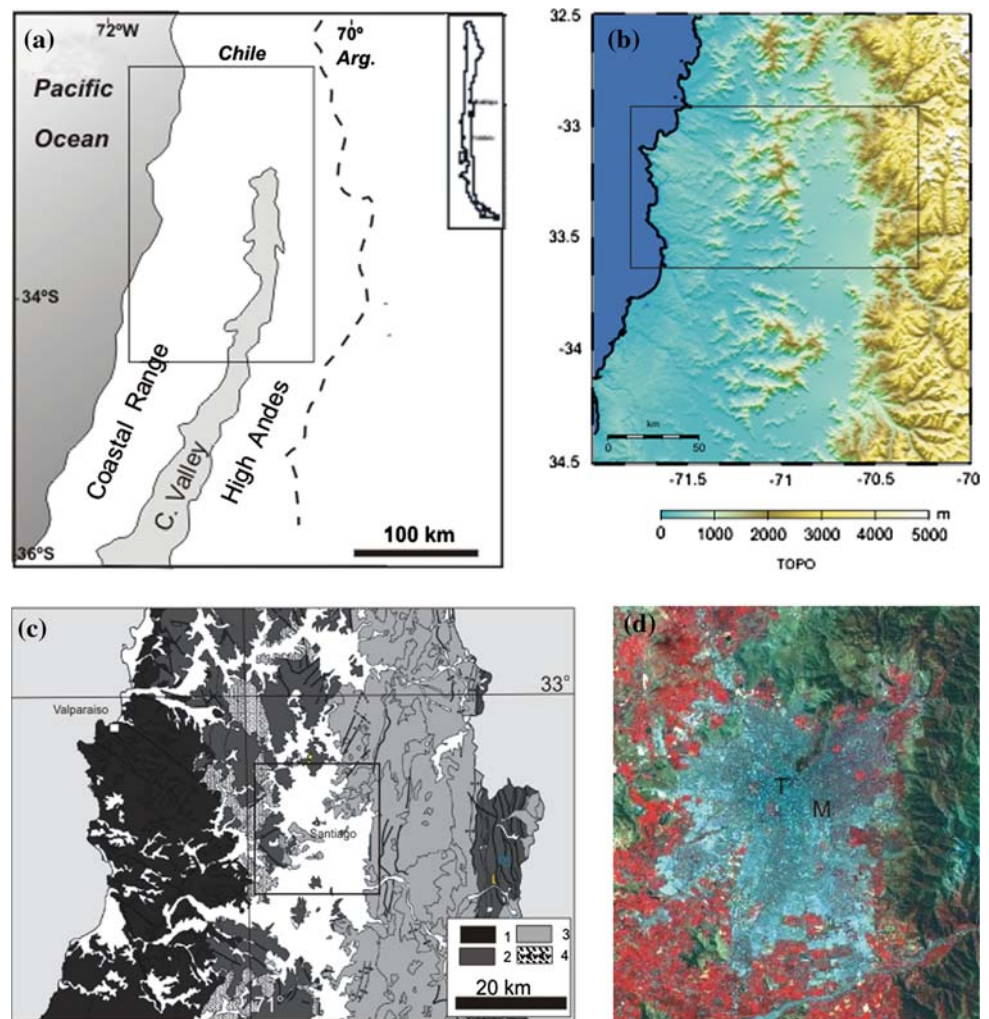 (a)
72ºW
70º
Chile
Arg.
Pacific
Ocean
34ºS
Coastal Range
C. Valley
High Andes
36ºS
100 km
(b)
32.5
-33
33.5
-34
34.5
km
0
50
-71.5
-71
-70.5
-70
m
0 1000 2000 3000 4000 5000
TOPO
(c)
33°
Valparaiso
Santiago
71°
1 3
2 4
20 km
(d)
T
M